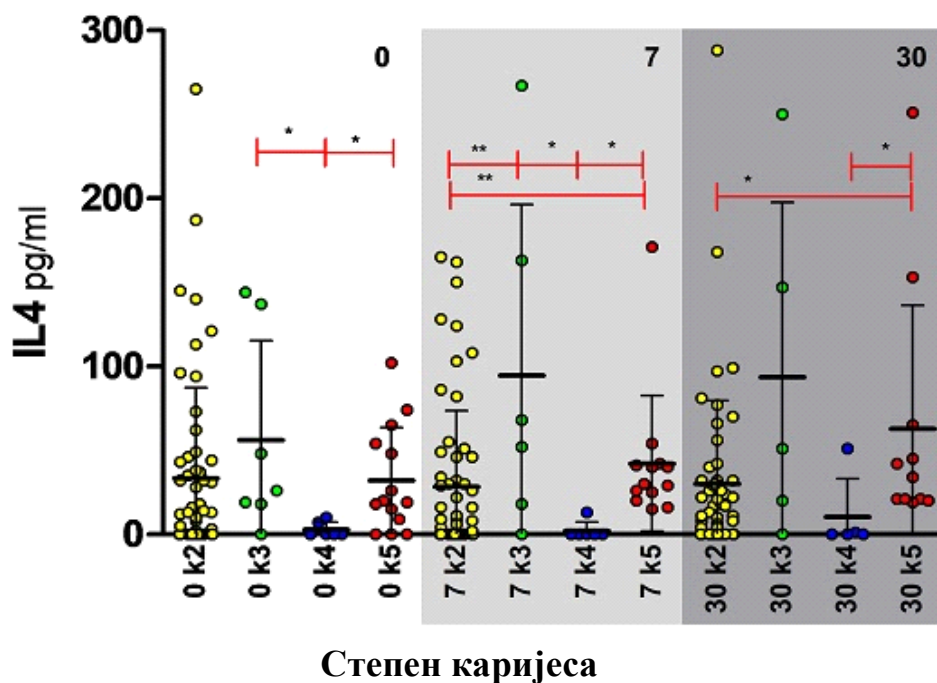 300
200
100
0
IL4 pg/ml
0
7
30
* *
** * *
**
* *
0 k2
0 k3
0 k4
0 k5
7 k2
7 k3
7 k4
7 k5
30 k2
30 k3
30 k4
30 k5
Степен каријеса